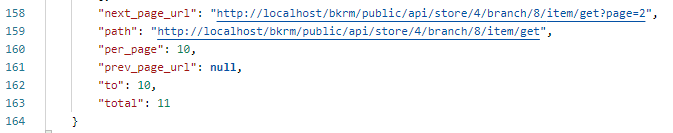 158 "next_page_url": "http://localhost/bkrm/public/api/store/4/branch/8/item/get?page=2",
159 "path": "http://localhost/bkrm/public/api/store/4/branch/8/item/get",
160 "per_page": 10,
161 "prev_page_url": null,
162 "to": 10,
163 "total": 11
164 }